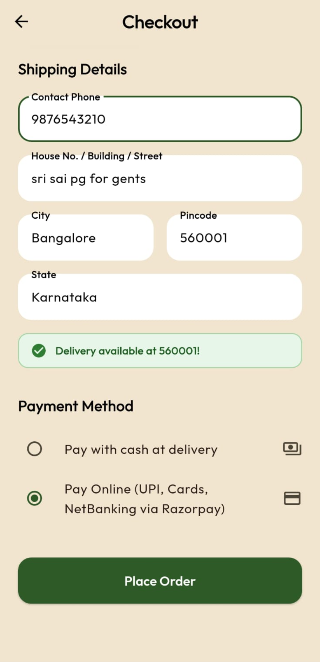 Checkout
Shipping Details
Contact Phone
9876543210
House No. / Building / Street
sri sai pg for gents
City
Pincode
Bangalore
560001
State
Karnataka
Delivery available at 560001!
Payment Method
Pay with cash at delivery
Pay Online (UPI, Cards,
NetBanking via Razorpay)
Place Order